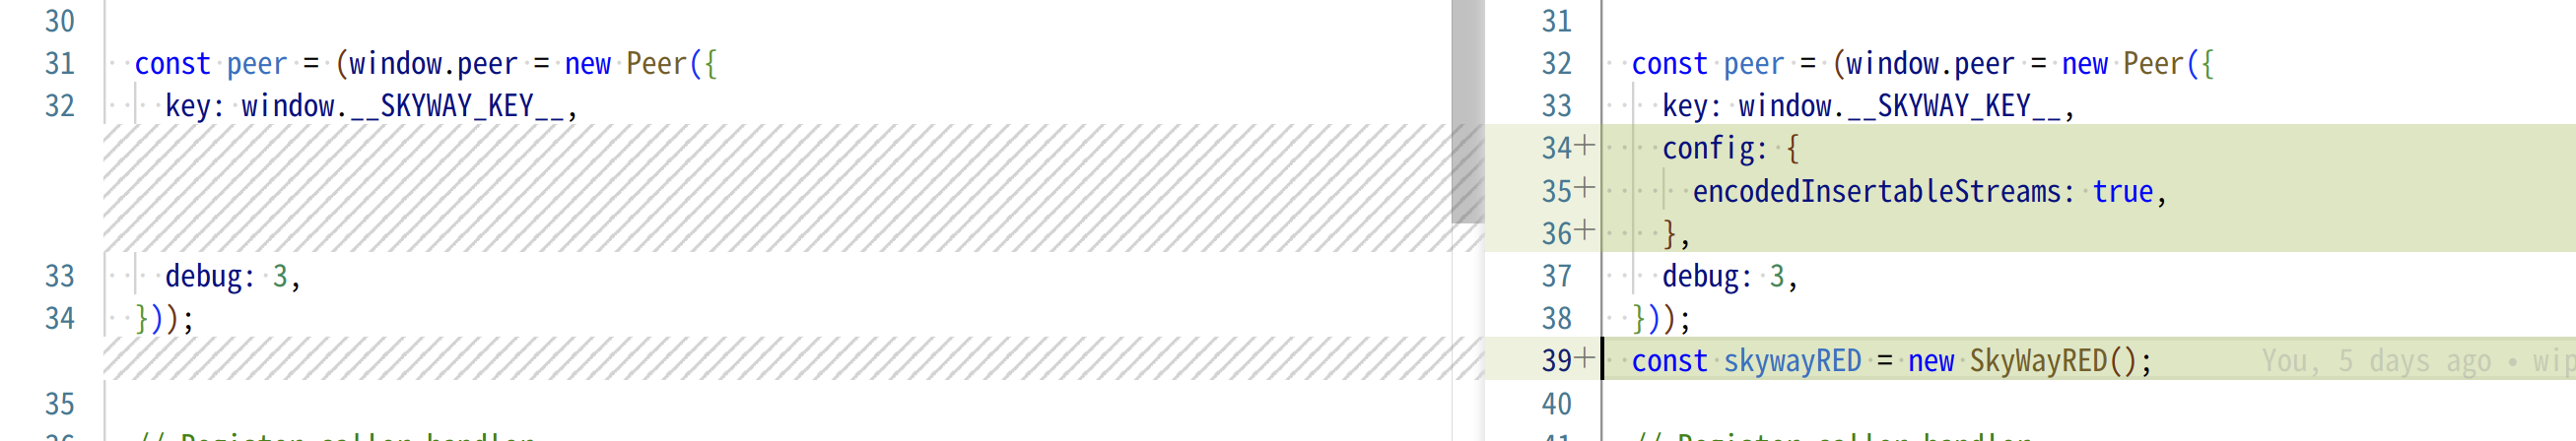 30
31 const peer = (window.peer = new Peer({
32 key: window.__SKYWAY_KEY__,
33 debug: 3,
34 }));
35
31
32 const peer = (window.peer = new Peer({
33 key: window.__SKYWAY_KEY__,
34+ config: {
35+ encodedInsertableStreams: true,
36+ },
37 debug: 3,
38 }));
39+ const skywayRED = new SkyWayRED(); You, 5 days ago • wip
40